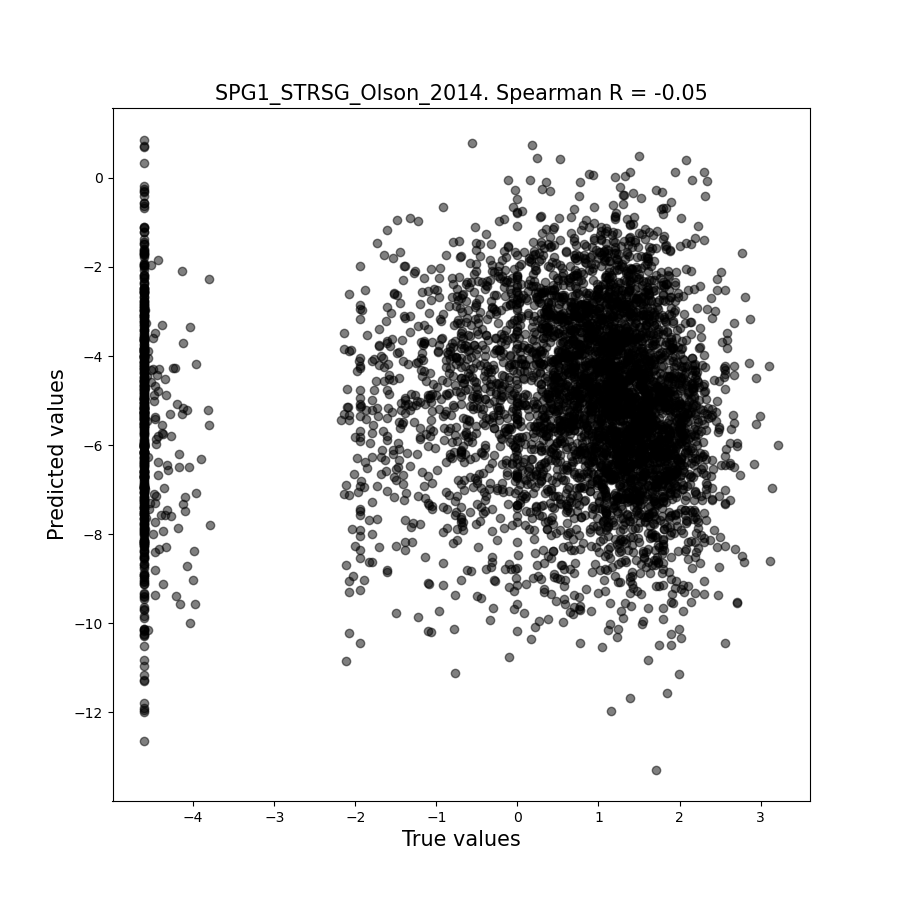 SPG1_STRSG_Olson_2014. Spearman R = -0.05
0
−2
−4
−6
−8
−10
−12
Predicted values
−4 −3 −2 −1 0 1 2 3
True values